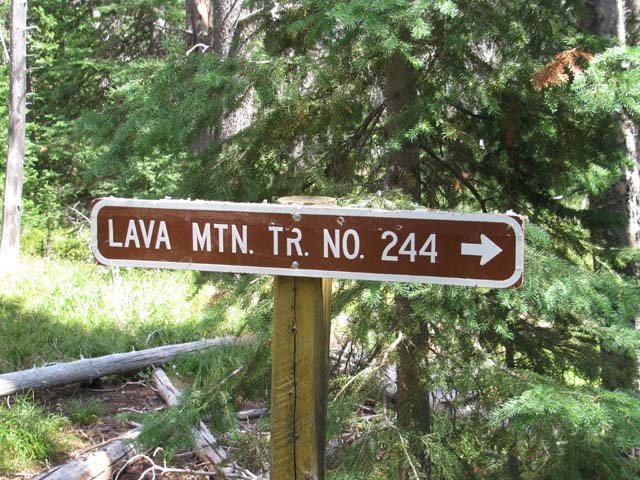 LAVA MTN. TR. NO. 244 →